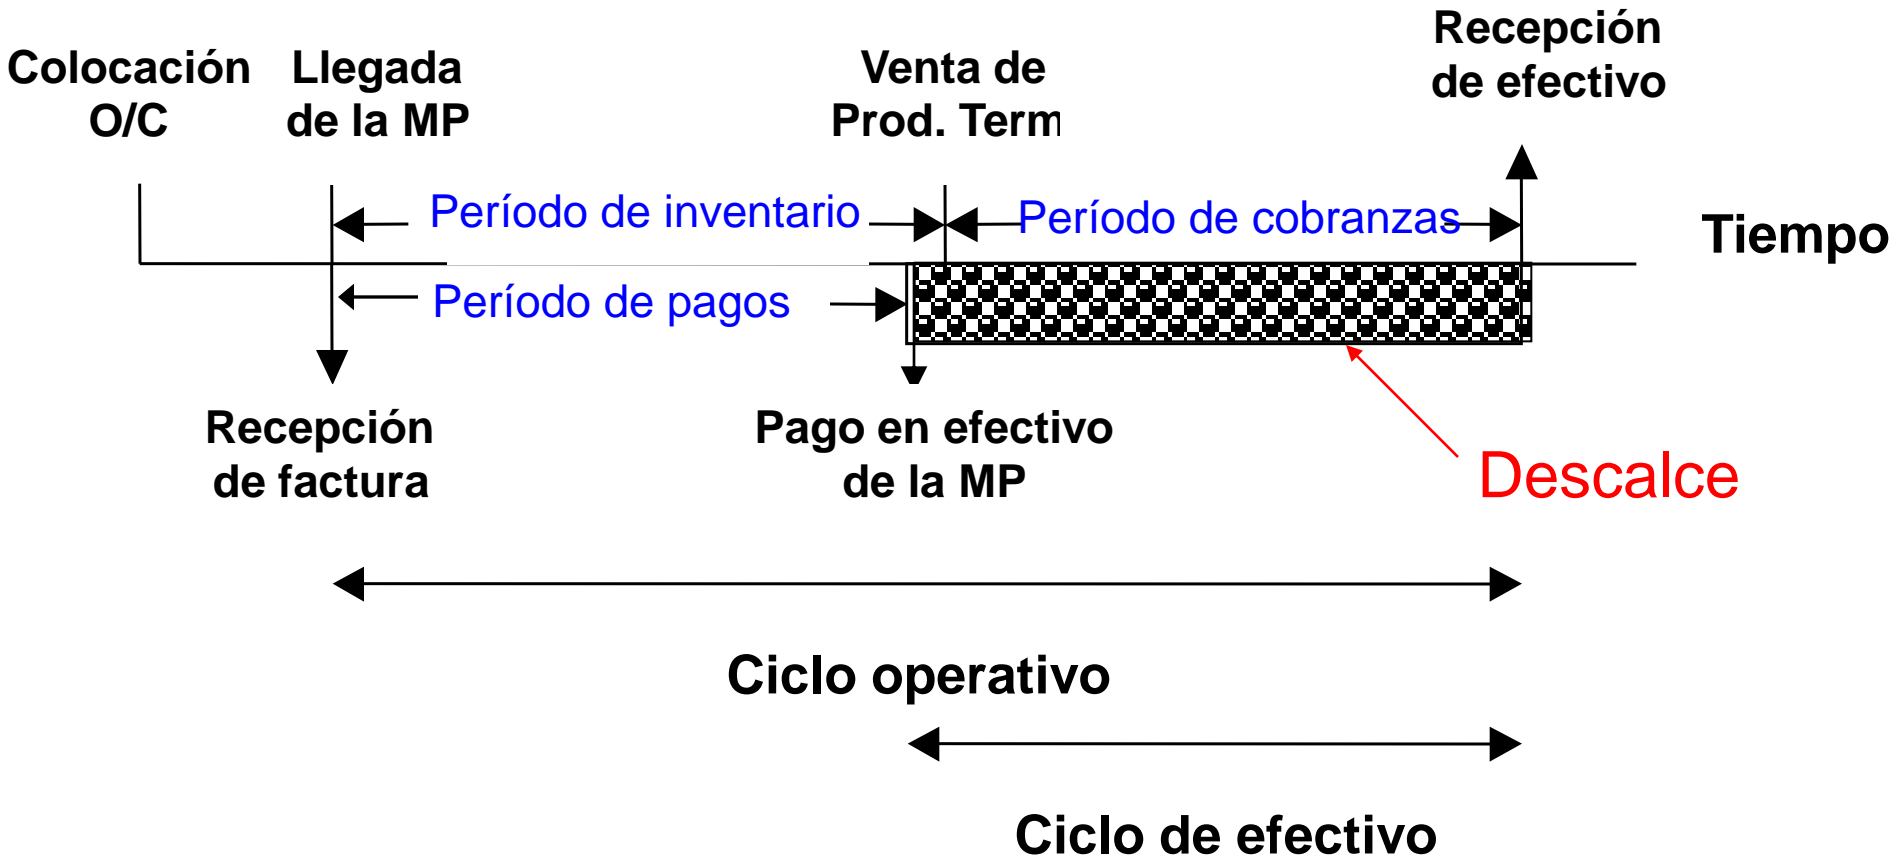 Colocación
O/C
Llegada
de la MP
Venta de
Prod. Term
Recepción
de efectivo
Período de inventario
Período de cobranzas
Tiempo
Período de pagos
Recepción
de factura
Pago en efectivo
de la MP
Descalce
Ciclo operativo
Ciclo de efectivo